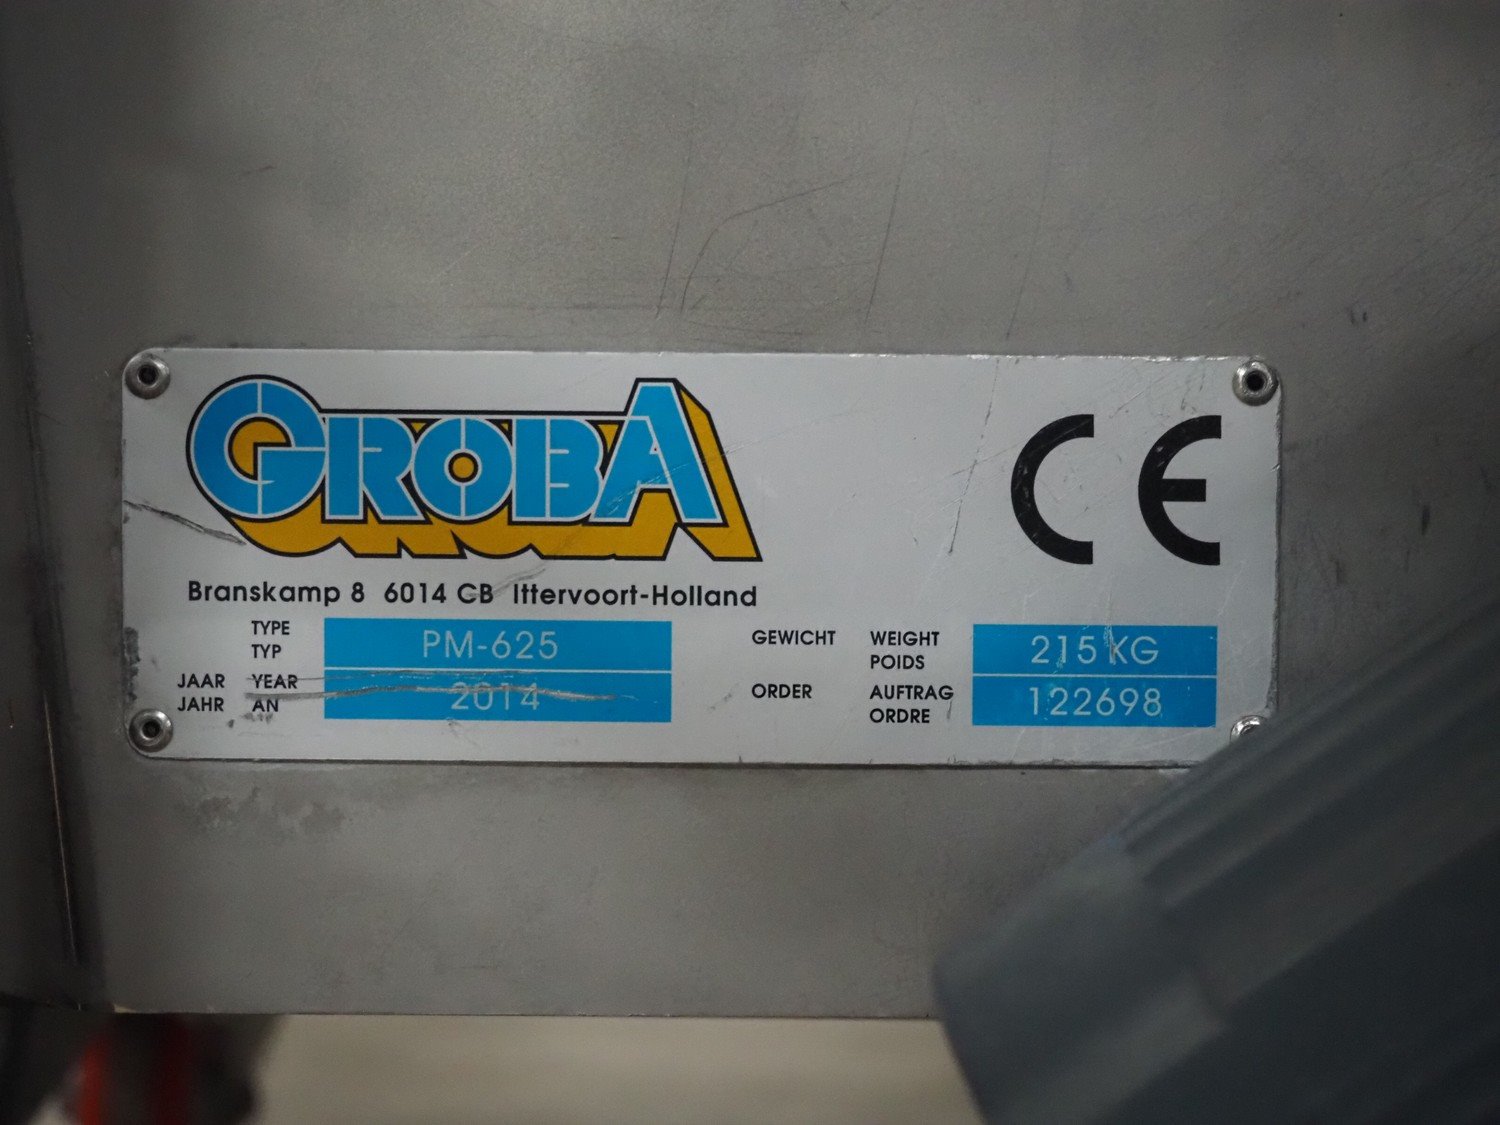 GROBA
CE
Branskamp 8 6014 CB Ittervoort-Holland
TYPE
TYP
PM-625
GEWICHT WEIGHT
POIDS
215 KG
JAAR YEAR
JAHR AN
2014
ORDER AUFTRAG
ORDRE
122698